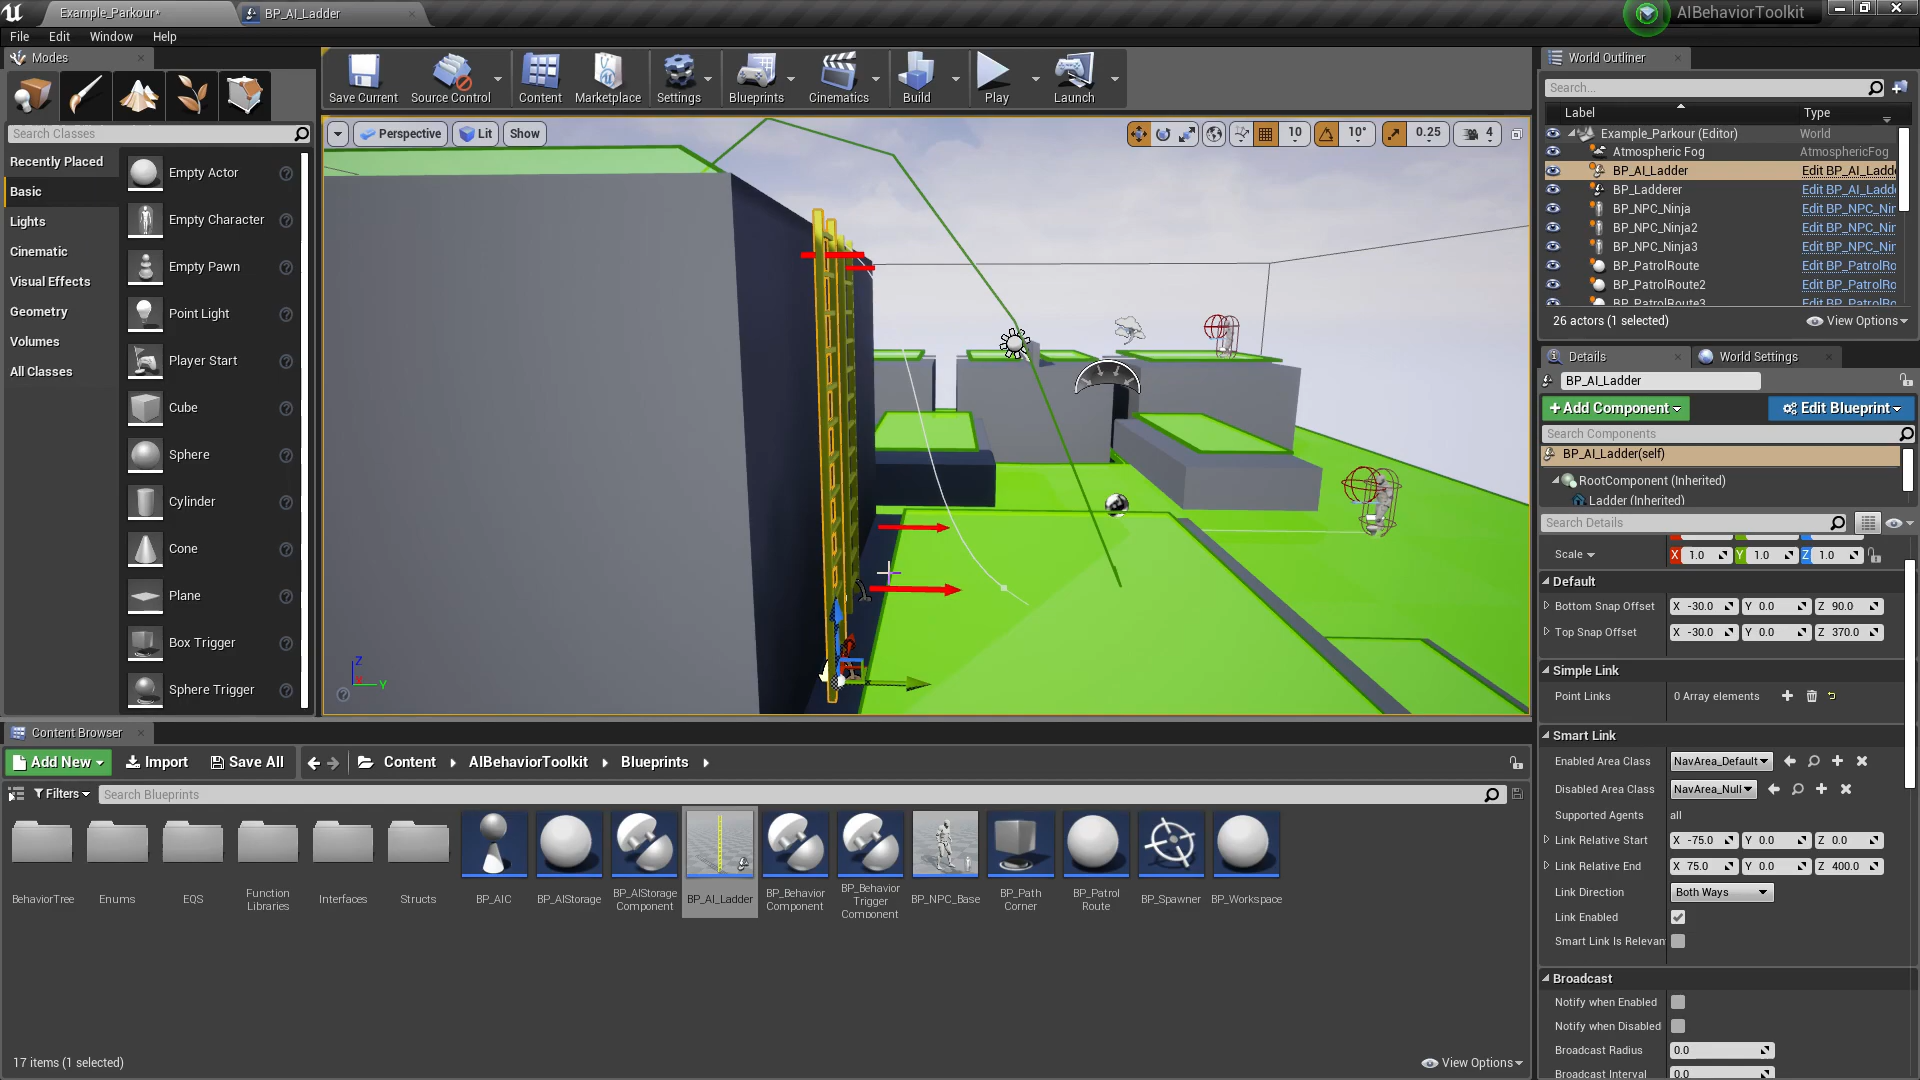 Example_Parkour*
BP_AI_Ladder
AIBehaviorToolkit
File Edit Window Help
Modes
Search Classes
Recently Placed
Basic
Lights
Cinematic
Visual Effects
Geometry
Volumes
All Classes
Empty Actor
Empty Character
Empty Pawn
Point Light
Player Start
Cube
Sphere
Cylinder
Cone
Plane
Box Trigger
Sphere Trigger
Save Current
Source Control
Content
Marketplace
Settings
Blueprints
Cinematics
Build
Play
Launch
Perspective
Lit
Show
10
10°
0.25
4
Z
X
Y
World Outliner
Search...
Label Type
Example_Parkour (Editor) World
Atmospheric Fog AtmosphericFog
BP_AI_Ladder Edit BP_AI_Ladde
BP_Ladderer Edit BP_AI_Ladde
BP_NPC_Ninja Edit BP_NPC_Nir
BP_NPC_Ninja2 Edit BP_NPC_Nir
BP_NPC_Ninja3 Edit BP_NPC_Nir
BP_PatrolRoute Edit BP_PatrolRo
BP_PatrolRoute2 Edit BP_PatrolRo
BP_PatrolRoute3 Edit BP_PatrolRo
26 actors (1 selected)
View Options
Details
World Settings
BP_AI_Ladder
+Add Component
Edit Blueprint
Search Components
BP_AI_Ladder(self)
RootComponent (Inherited)
Ladder (Inherited)
Search Details
Scale X 1.0 Y 1.0 Z 1.0
Default
Bottom Snap Offset X -30.0 Y 0.0 Z 90.0
Top Snap Offset X -30.0 Y 0.0 Z 370.0
Simple Link
Point Links 0 Array elements
Smart Link
Enabled Area Class NavArea_Default
Disabled Area Class NavArea_Null
Supported Agents all
Link Relative Start X -75.0 Y 0.0 Z 0.0
Link Relative End X 75.0 Y 0.0 Z 400.0
Link Direction Both Ways
Link Enabled
Smart Link Is Relevan
Broadcast
Notify when Enabled
Notify when Disabled
Broadcast Radius 0.0
Broadcast Interval 0.0
Content Browser
Add New
Import
Save All
Content
AIBehaviorToolkit
Blueprints
Filters
Search Blueprints
BehaviorTree
Enums
EQS
Function Libraries
Interfaces
Structs
BP_AIC
BP_AIStorage
BP_AIStorage Component
BP_AI_Ladder
BP_Behavior Component
BP_Behavior Trigger Component
BP_NPC_Base
BP_Path Corner
BP_Patrol Route
BP_Spawner
BP_Workspace
17 items (1 selected)
View Options